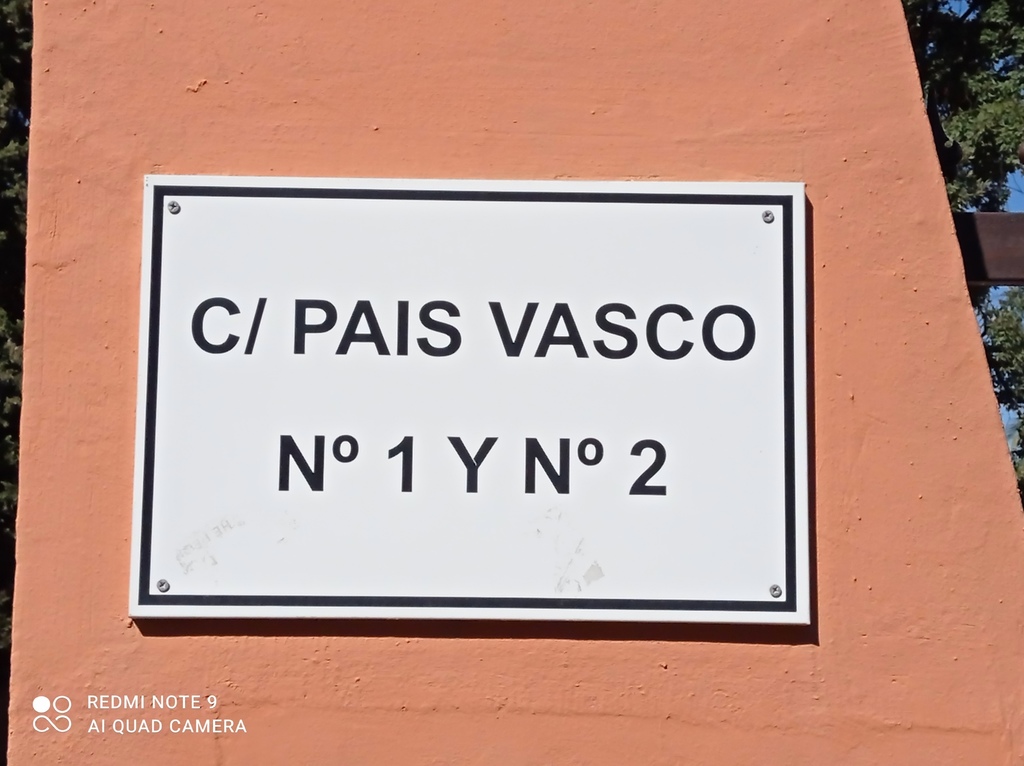 C/ PAIS VASCO
Nº 1 Y Nº 2
REDMI NOTE 9
AI QUAD CAMERA